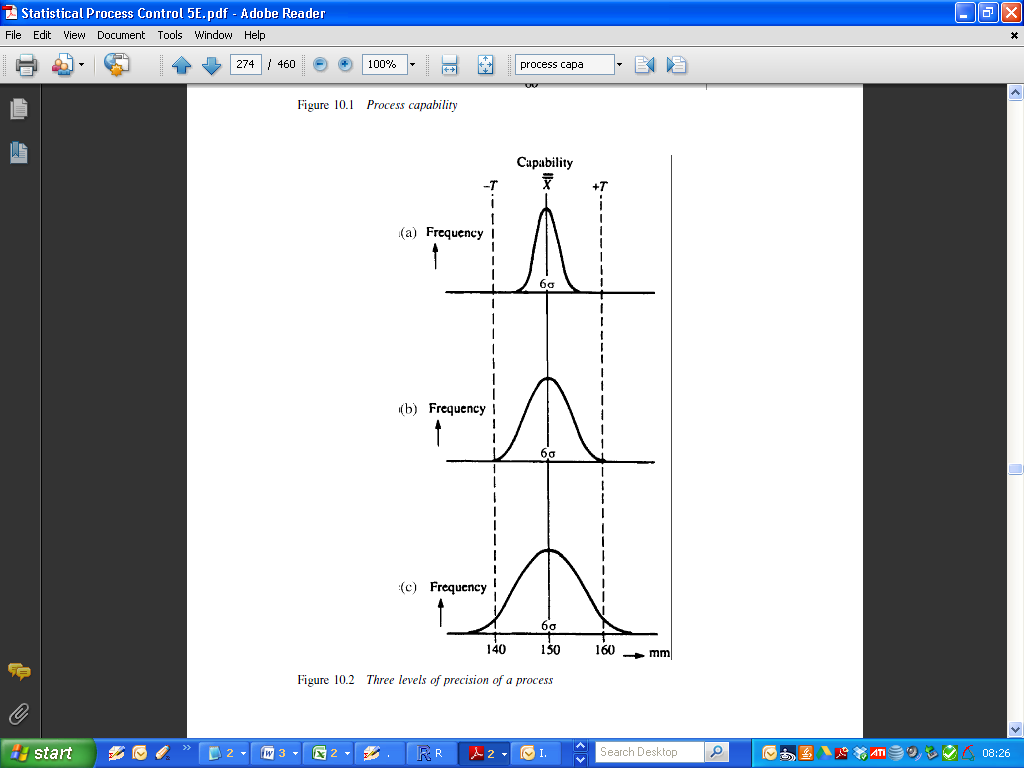 Statistical Process Control 5E.pdf - Adobe Reader
File Edit View Document Tools Window Help
274 / 460 100% process capa
6σ
Figure 10.1 Process capability
Capability
−T X̿ +T
(a) Frequency
6σ
(b) Frequency
6σ
(c) Frequency
6σ
140 150 160 mm
Figure 10.2 Three levels of precision of a process
start 2 3 2 . R R 2 I. Search Desktop ATI 08:26